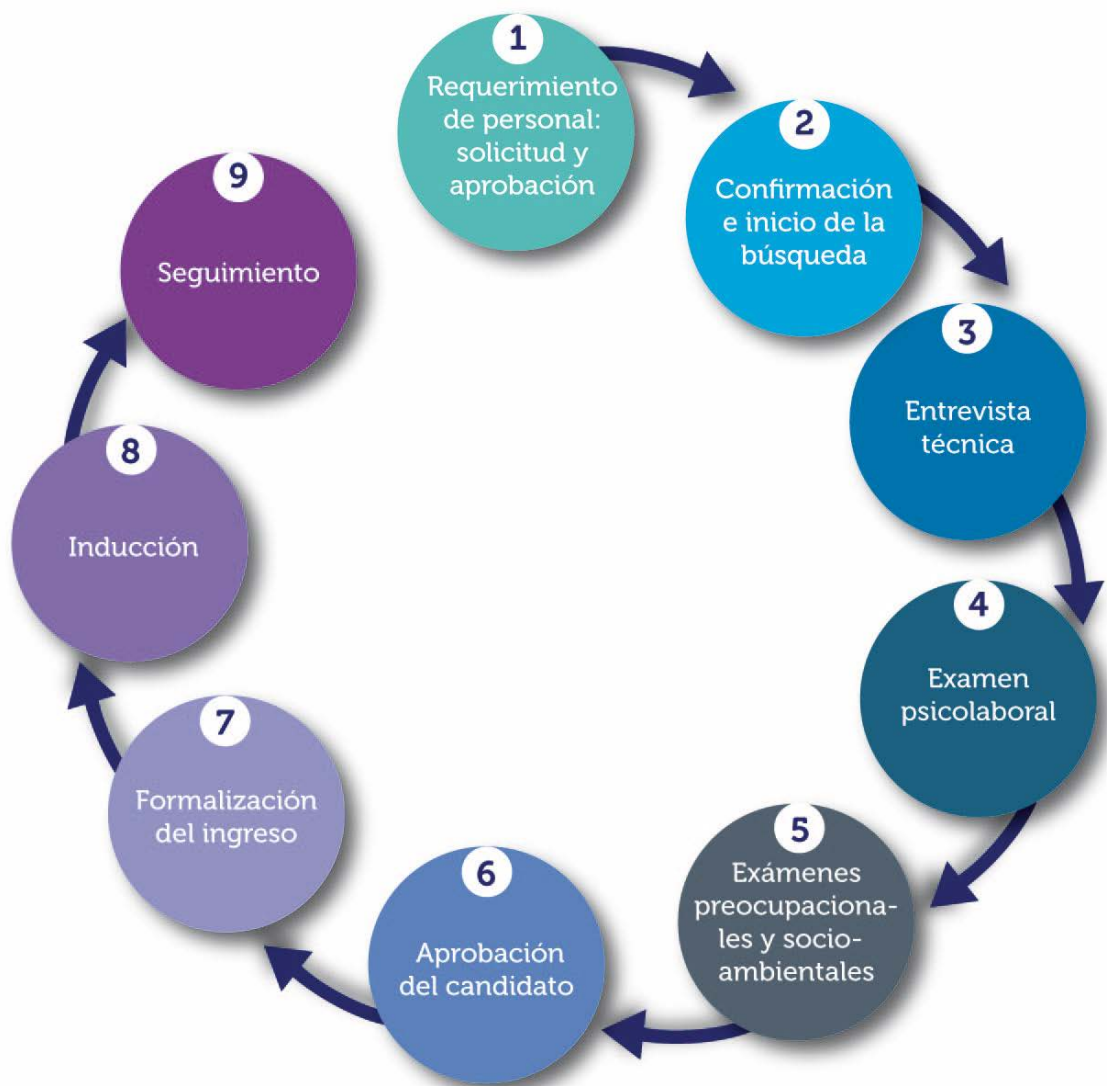 1
Requerimiento
de personal:
solicitud y
aprobación
2
Confirmación
e inicio de la
búsqueda
3
Entrevista
técnica
4
Examen
psicolaboral
5
Exámenes
preocupaciona-
les y socio-
ambientales
6
Aprobación
del candidato
7
Formalización
del ingreso
8
Inducción
9
Seguimiento